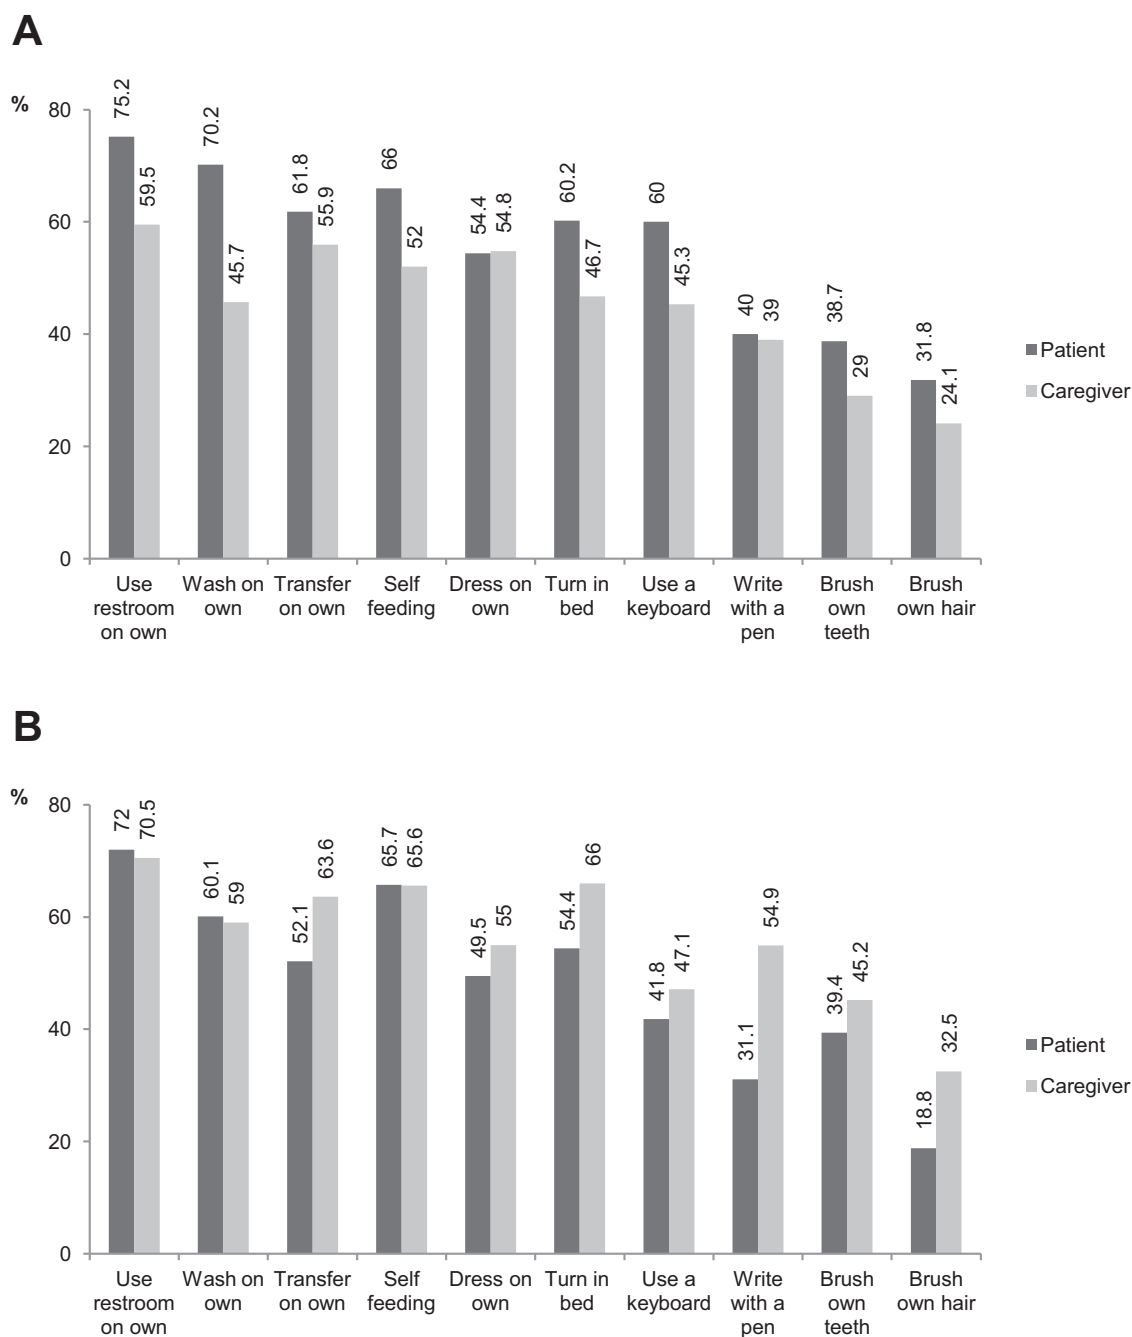 A
%
80
60
40
20
0
75.2
59.5
70.2
45.7
61.8
55.9
66
52
54.4
54.8
60.2
46.7
60
45.3
40
39
38.7
29
31.8
24.1
Use
restroom
on own
Wash on
own
Transfer
on own
Self
feeding
Dress on
own
Turn in
bed
Use a
keyboard
Write
with a
pen
Brush
own
teeth
Brush
own hair
Patient
Caregiver
B
%
80
60
40
20
0
72
70.5
60.1
59
52.1
63.6
65.7
65.6
49.5
55
54.4
66
41.8
47.1
31.1
54.9
39.4
45.2
18.8
32.5
Use
restroom
on own
Wash on
own
Transfer
on own
Self
feeding
Dress on
own
Turn in
bed
Use a
keyboard
Write
with a
pen
Brush
own
teeth
Brush
own hair
Patient
Caregiver